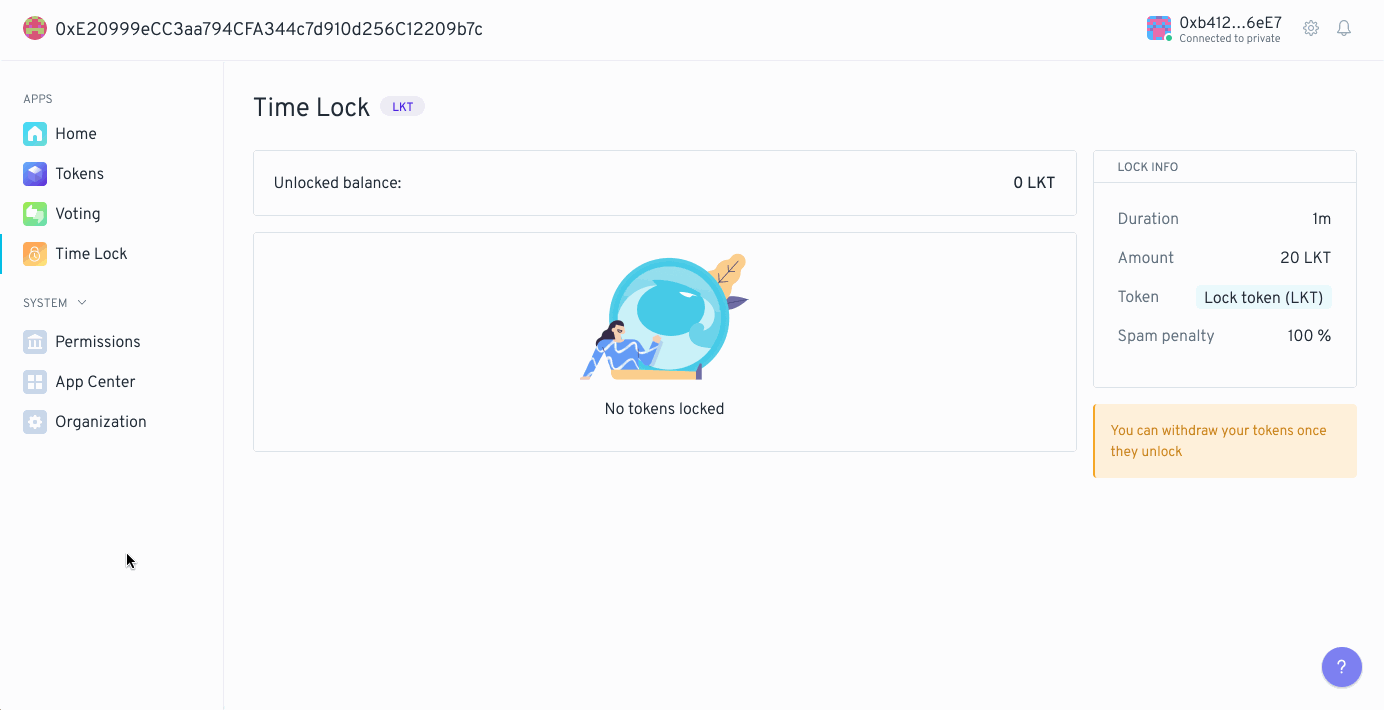 0xE20999eCC3aa794CFA344c7d910d256C12209b7c
0xb412...6eE7
Connected to private
APPS
Home
Tokens
Voting
Time Lock
SYSTEM
Permissions
App Center
Organization
Time Lock LKT
Unlocked balance: 0 LKT
No tokens locked
LOCK INFO
Duration 1m
Amount 20 LKT
Token Lock token (LKT)
Spam penalty 100 %
You can withdraw your tokens once
they unlock
?